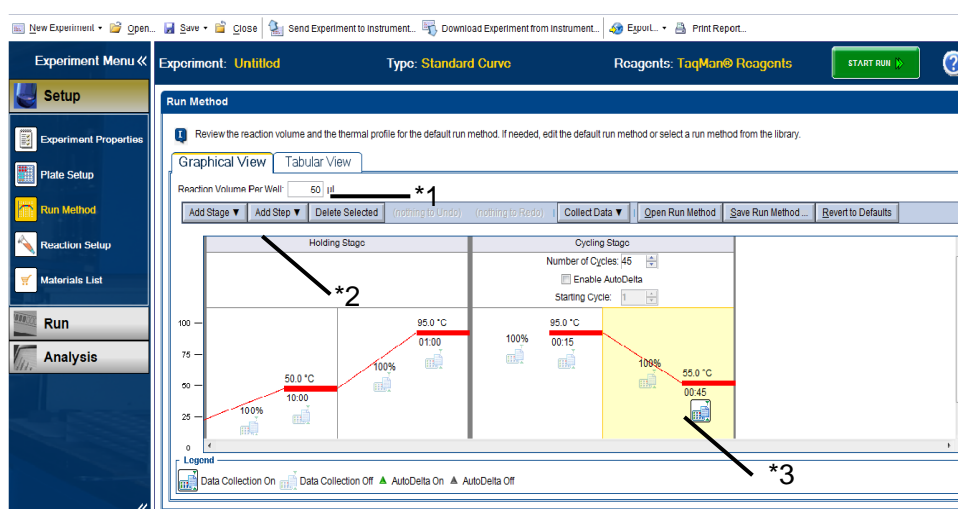 New Experiment ▾ Open... Save ▾ Close Send Experiment to Instrument... Download Experiment from Instrument... Export... ▾ Print Report...
Experiment Menu «
Experiment: Untitled Type: Standard Curve Reagents: TaqMan® Reagents START RUN ?
Setup
Run Method
Experiment Properties
Review the reaction volume and the thermal profile for the default run method. If needed, edit the default run method or select a run method from the library.
Graphical View Tabular View
Plate Setup
Reaction Volume Per Well: 50 µl *1
Run Method
Add Stage ▼ Add Step ▼ Delete Selected (nothing to Undo) (nothing to Redo) Collect Data ▼ Open Run Method Save Run Method ... Revert to Defaults
Reaction Setup
Holding Stage Cycling Stage
Number of Cycles: 45
Materials List
Enable AutoDelta
*2
Starting Cycle: 1
Run
100 95.0 °C 95.0 °C
01:00 100% 00:15
Analysis
75
100% 100%
50.0 °C 55.0 °C
50
10:00 00:45
100%
25
0
*3
Legend
Data Collection On Data Collection Off ▲ AutoDelta On ▲ AutoDelta Off
«